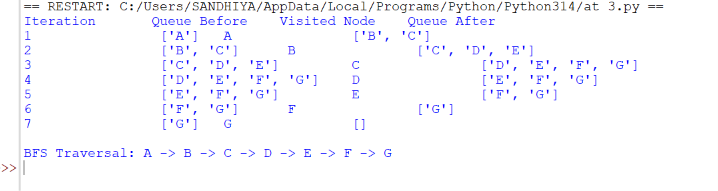 == RESTART: C:/Users/SANDHIYA/AppData/Local/Programs/Python/Python314/at 3.py ==
Iteration Queue Before Visited Node Queue After
1 ['A'] A ['B', 'C']
2 ['B', 'C'] B ['C', 'D', 'E']
3 ['C', 'D', 'E'] C ['D', 'E', 'F', 'G']
4 ['D', 'E', 'F', 'G'] D ['E', 'F', 'G']
5 ['E', 'F', 'G'] E ['F', 'G']
6 ['F', 'G'] F ['G']
7 ['G'] G []
BFS Traversal: A -> B -> C -> D -> E -> F -> G
>>